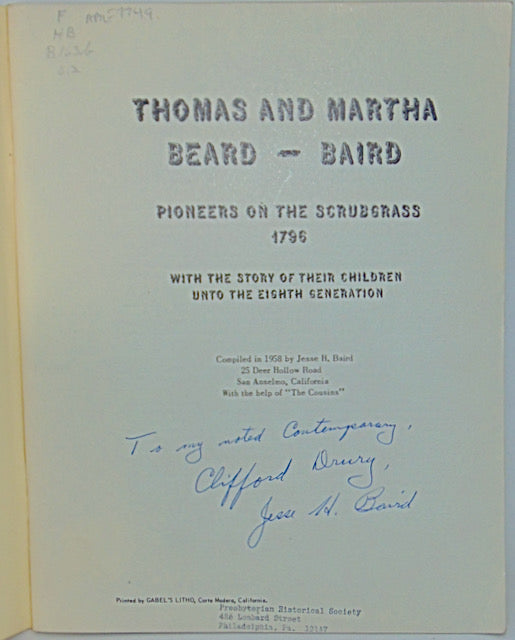 F
NB
THOMAS AND MARTHA
BEARD - BAIRD
PIONEERS ON THE SCRUBGRASS
1796
WITH THE STORY OF THEIR CHILDREN
UNTO THE EIGHTH GENERATION
Compiled in 1958 by Jesse H. Baird
25 Deer Hollow Road
San Anselmo, California
With the help of "The Cousins"
To my noted Contemporary,
Clifford Drury,
Jesse H. Baird
Printed by GABEL'S LITHO, Corte Madera, California.
Presbyterian Historical Society
Lombard Street
Philadelphia, Pa.